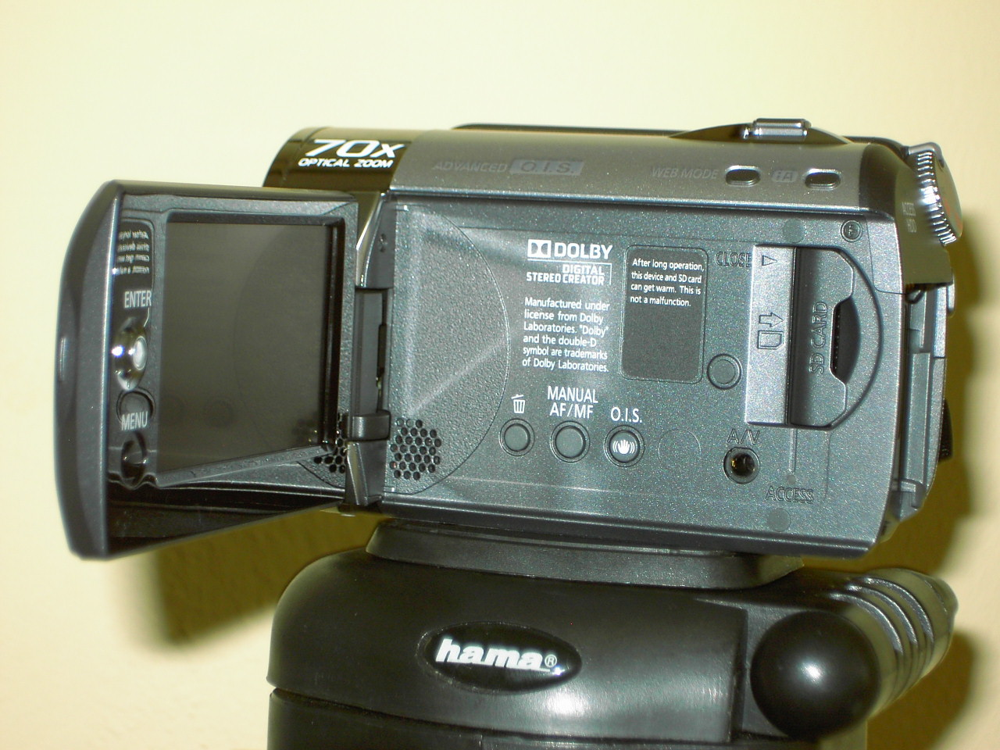 70x
OPTICAL ZOOM
ADVANCED O.I.S.
WEB MODE iA
ENTER
MENU
DOLBY
DIGITAL
STEREO CREATOR
Manufactured under
license from Dolby
Laboratories. "Dolby"
and the double-D
symbol are trademarks
of Dolby Laboratories.
After long operation,
this device and SD card
can get warm. This is
not a malfunction.
CLOSE
SD CARD
MANUAL
AF/MF
O.I.S.
A/V
ACCESS
hama®